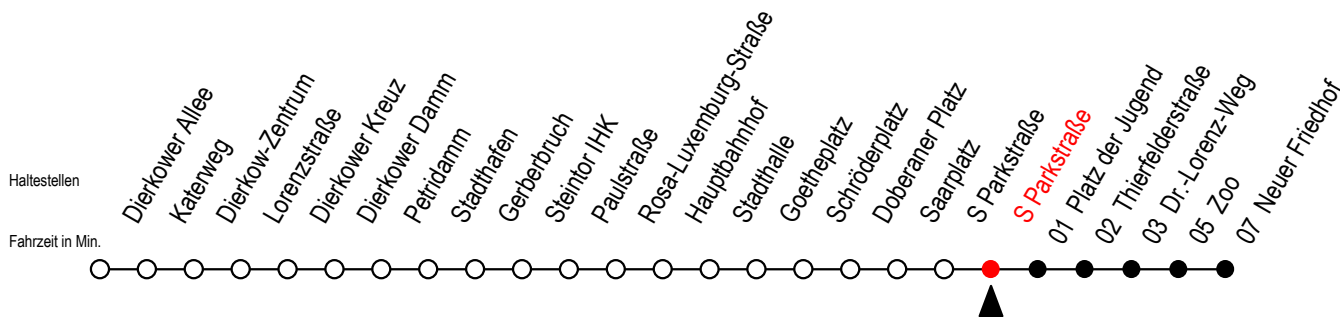 Haltestellen
Fahrzeit in Min.
Dierkower Allee
Katerweg
Dierkow-Zentrum
Lorenzstraße
Dierkower Kreuz
Dierkower Damm
Petridamm
Stadthafen
Gerberbruch
Steintor IHK
Paulstraße
Rosa-Luxemburg-Straße
Hauptbahnhof
Stadthalle
Goetheplatz
Schröderplatz
Doberaner Platz
Saarplatz
S Parkstraße
S Parkstraße
01 Platz der Jugend
02 Thierfelderstraße
03 Dr.-Lorenz-Weg
05 Zoo
07 Neuer Friedhof